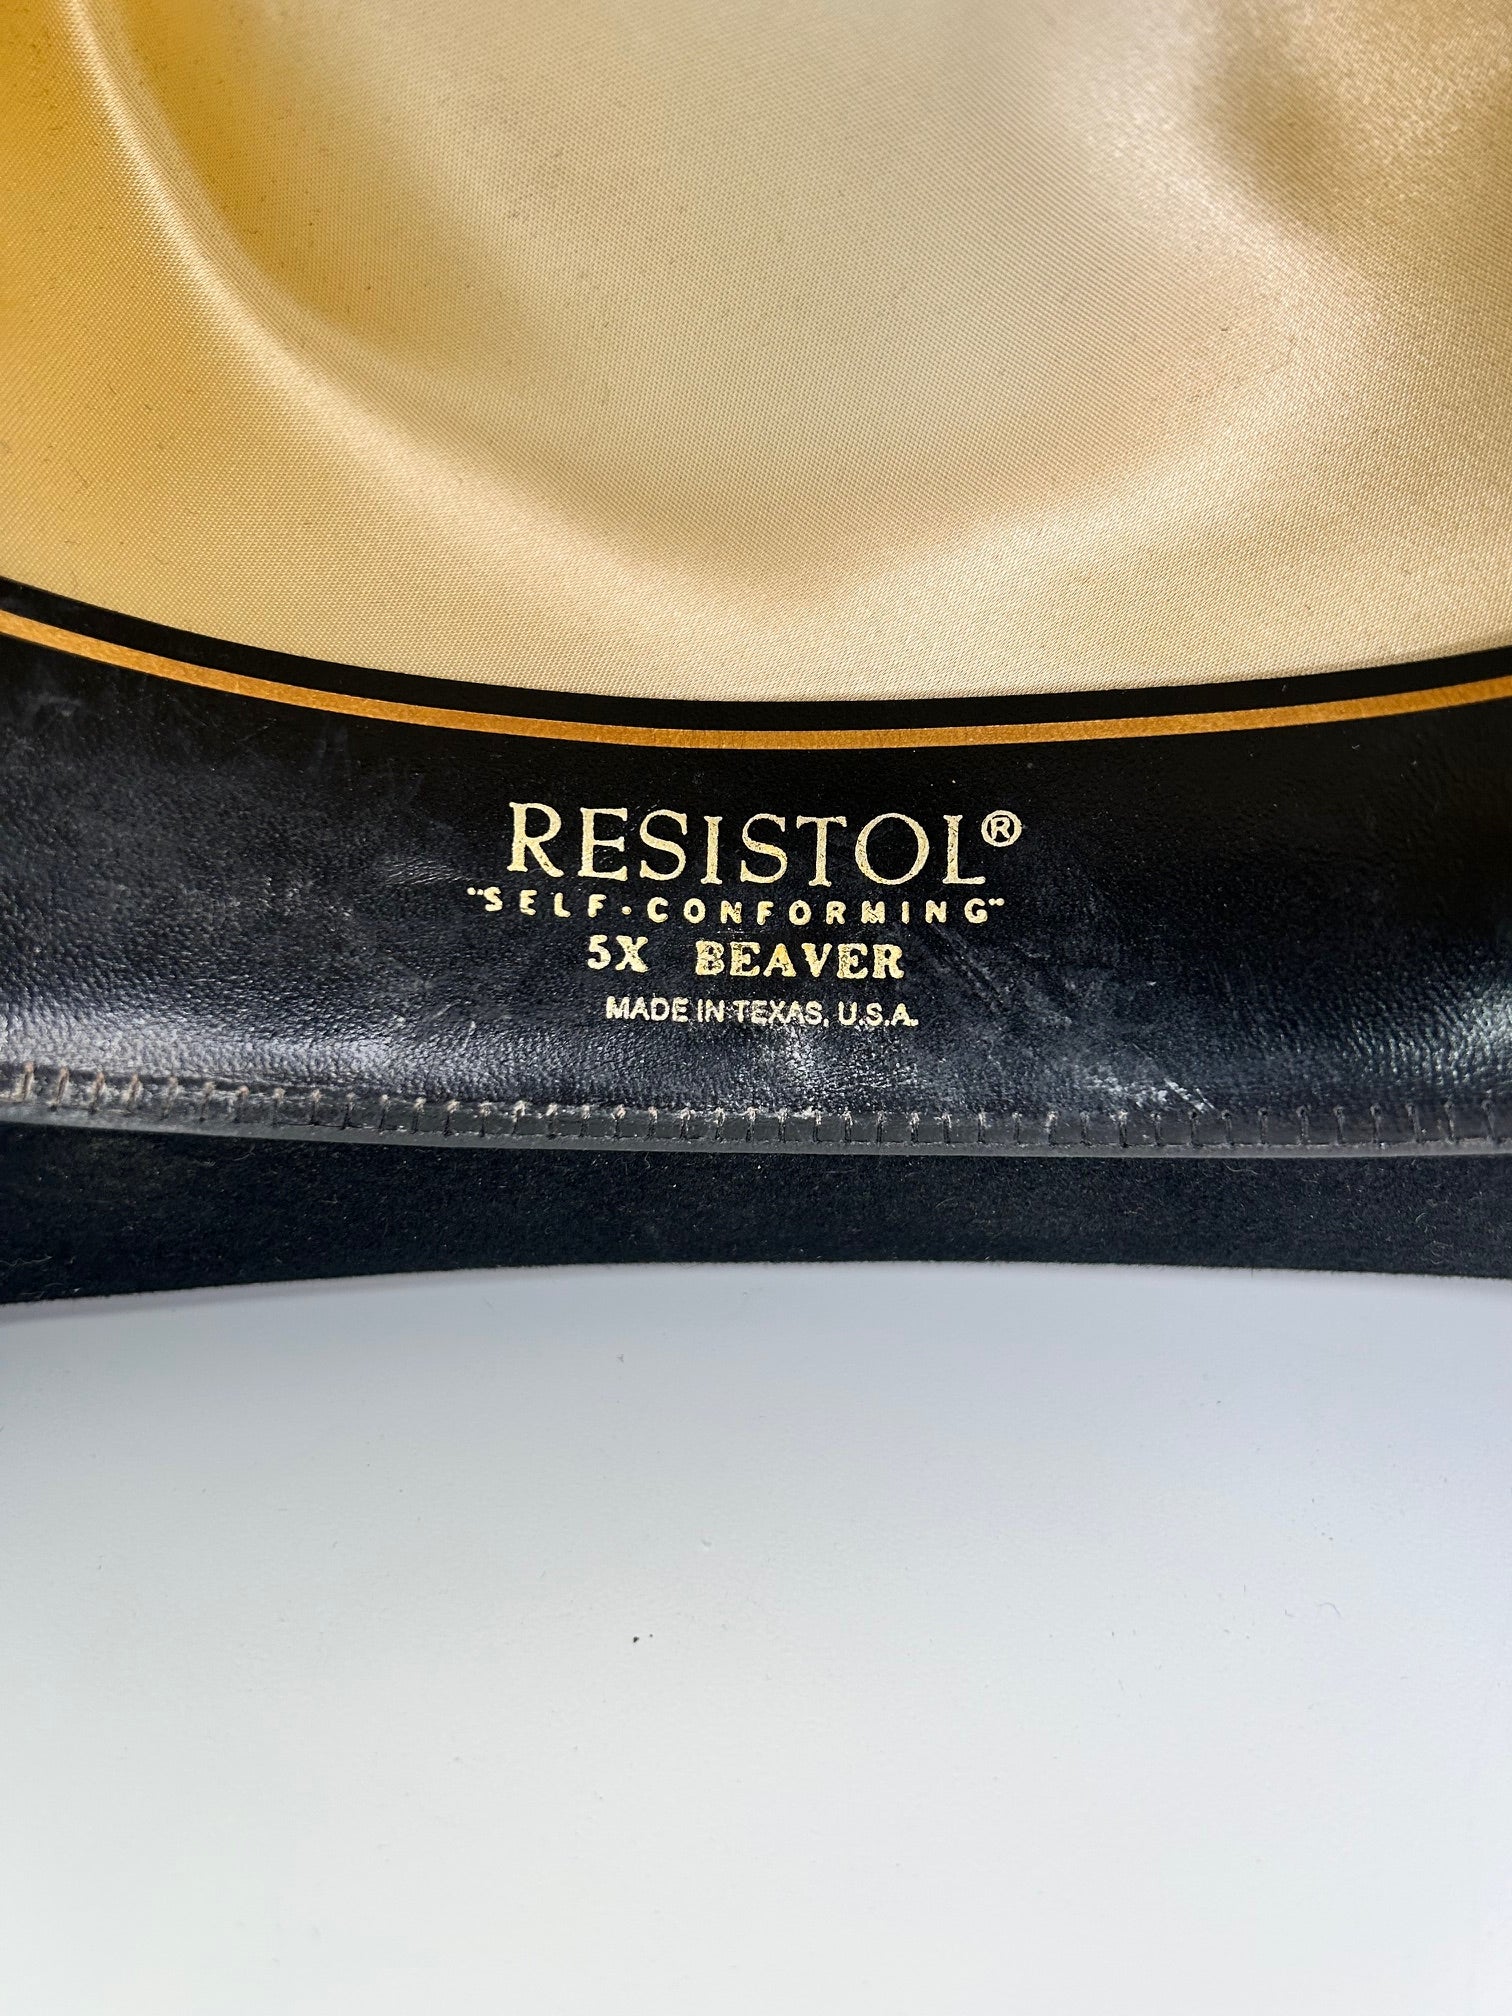 RESISTOL®
"SELF-CONFORMING"
5X BEAVER
MADE IN TEXAS, U.S.A.